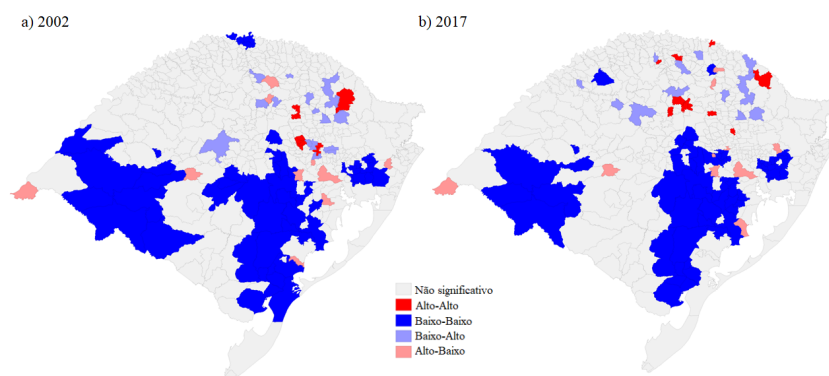 a) 2002
b) 2017
Não significativo
Alto-Alto
Baixo-Baixo
Baixo-Alto
Alto-Baixo